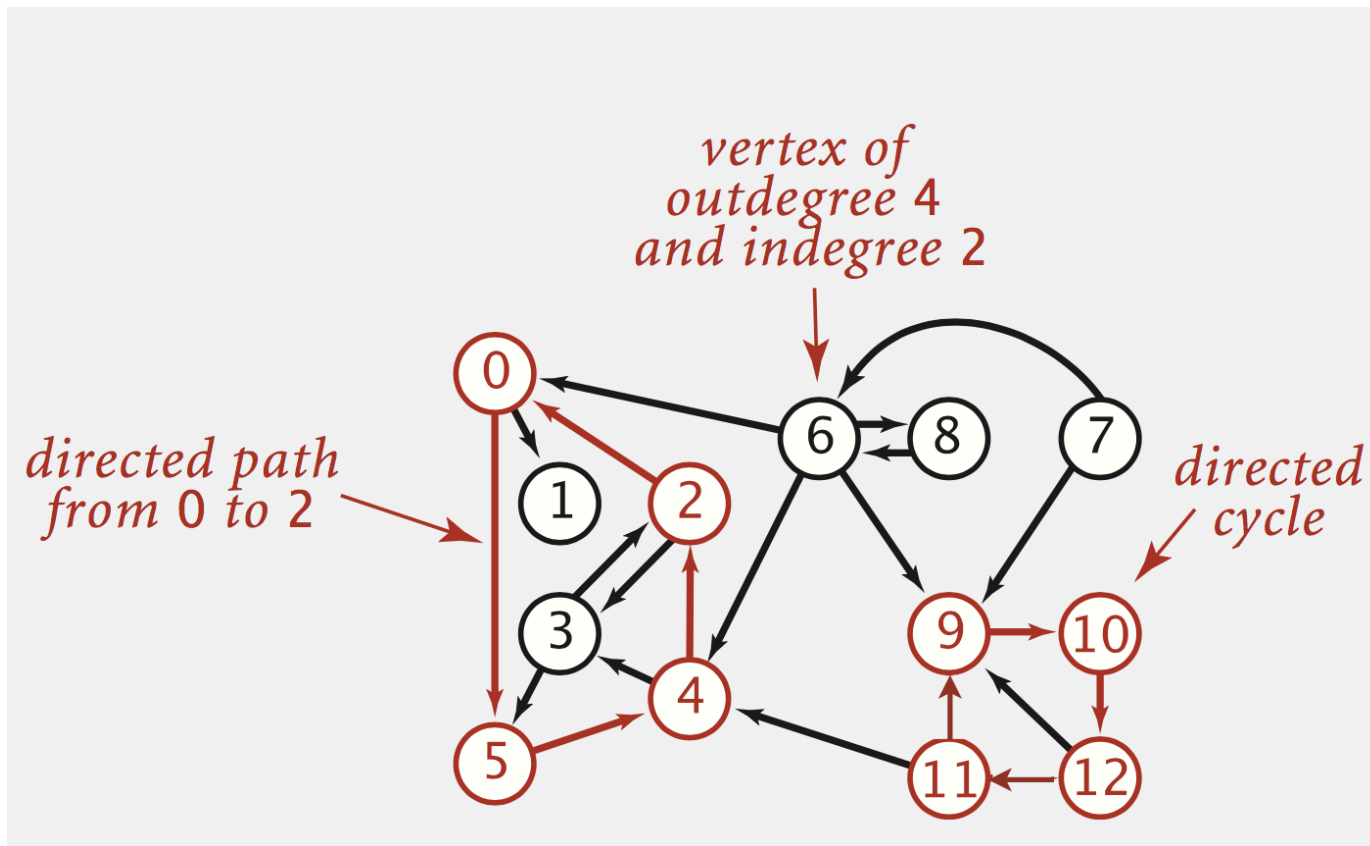 vertex of
outdegree 4
and indegree 2
0
6
8
7
directed path
from 0 to 2
directed
cycle
1
2
3
9
10
4
5
11
12